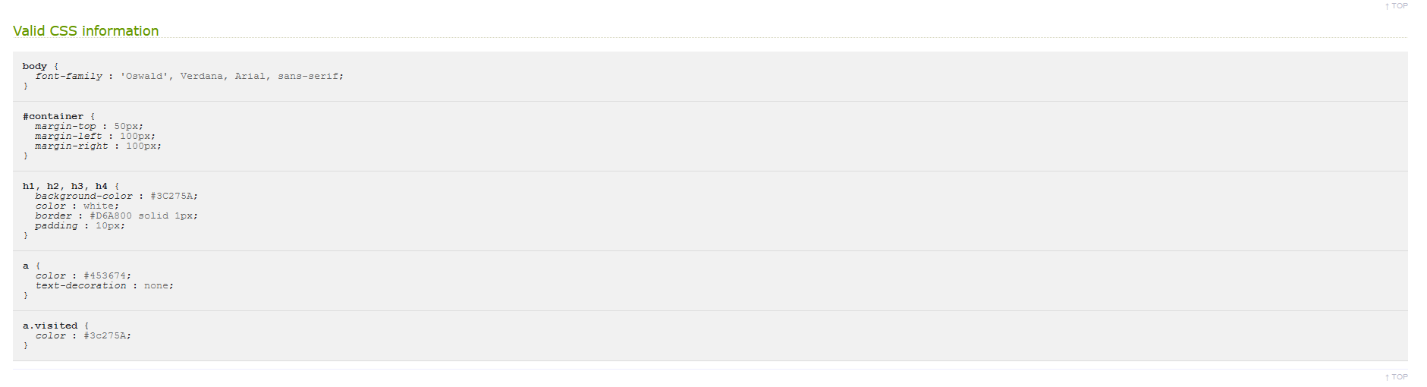 ↑ TOP
Valid CSS information
body {
font-family : 'Oswald', Verdana, Arial, sans-serif;
}
#container {
margin-top : 50px;
margin-left : 100px;
margin-right : 100px;
}
h1, h2, h3, h4 {
background-color : #3C275A;
color : white;
border : #D6A800 solid 1px;
padding : 10px;
}
a {
color : #453674;
text-decoration : none;
}
a.visited {
color : #3c275A;
}
↑ TOP